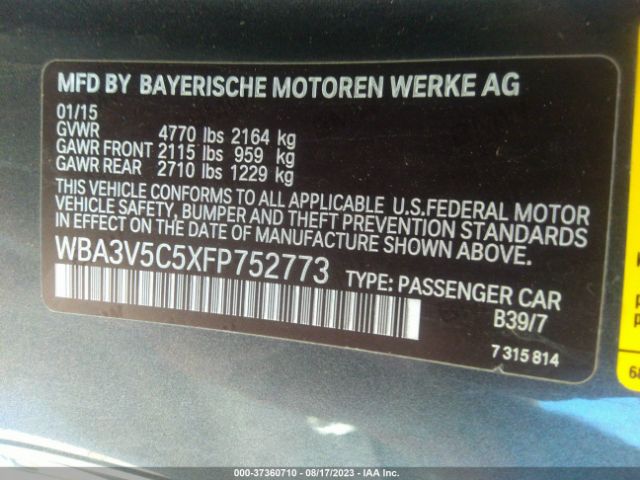 MFD BY BAYERISCHE MOTOREN WERKE AG
01/15
GVWR 4770 lbs 2164 kg
GAWR FRONT 2115 lbs 959 kg
GAWR REAR 2710 lbs 1229 kg
THIS VEHICLE CONFORMS TO ALL APPLICABLE U.S.FEDERAL MOTOR
VEHICLE SAFETY, BUMPER AND THEFT PREVENTION STANDARDS
IN EFFECT ON THE DATE OF MANUFACTURE SHOWN ABOVE.
WBA3V5C5XFP752773
TYPE: PASSENGER CAR
B39/7
7 315 814
000-37360710 - 08/17/2023 - IAA Inc.